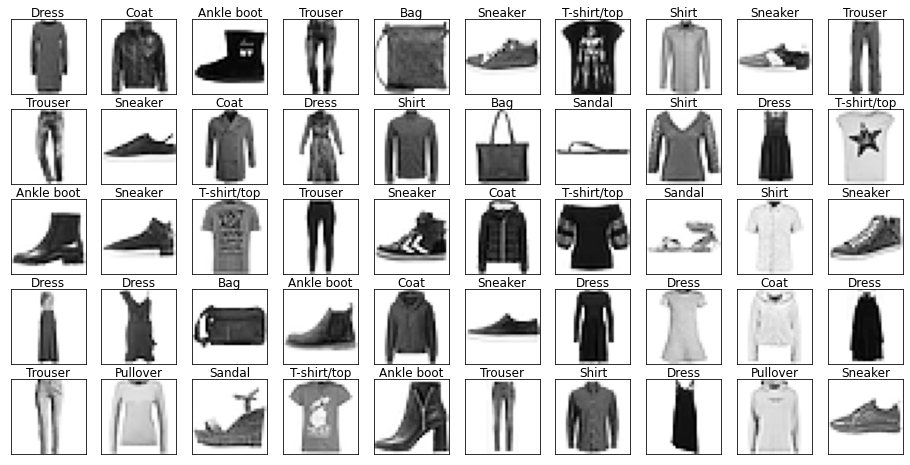 Dress Coat Ankle boot Trouser Bag Sneaker T-shirt/top Shirt Sneaker Trouser
Trouser Sneaker Coat Dress Shirt Bag Sandal Shirt Dress T-shirt/top
Ankle boot Sneaker T-shirt/top Trouser Sneaker Coat T-shirt/top Sandal Shirt Sneaker
Dress Dress Bag Ankle boot Coat Sneaker Dress Dress Coat Dress
Trouser Pullover Sandal T-shirt/top Ankle boot Trouser Shirt Dress Pullover Sneaker